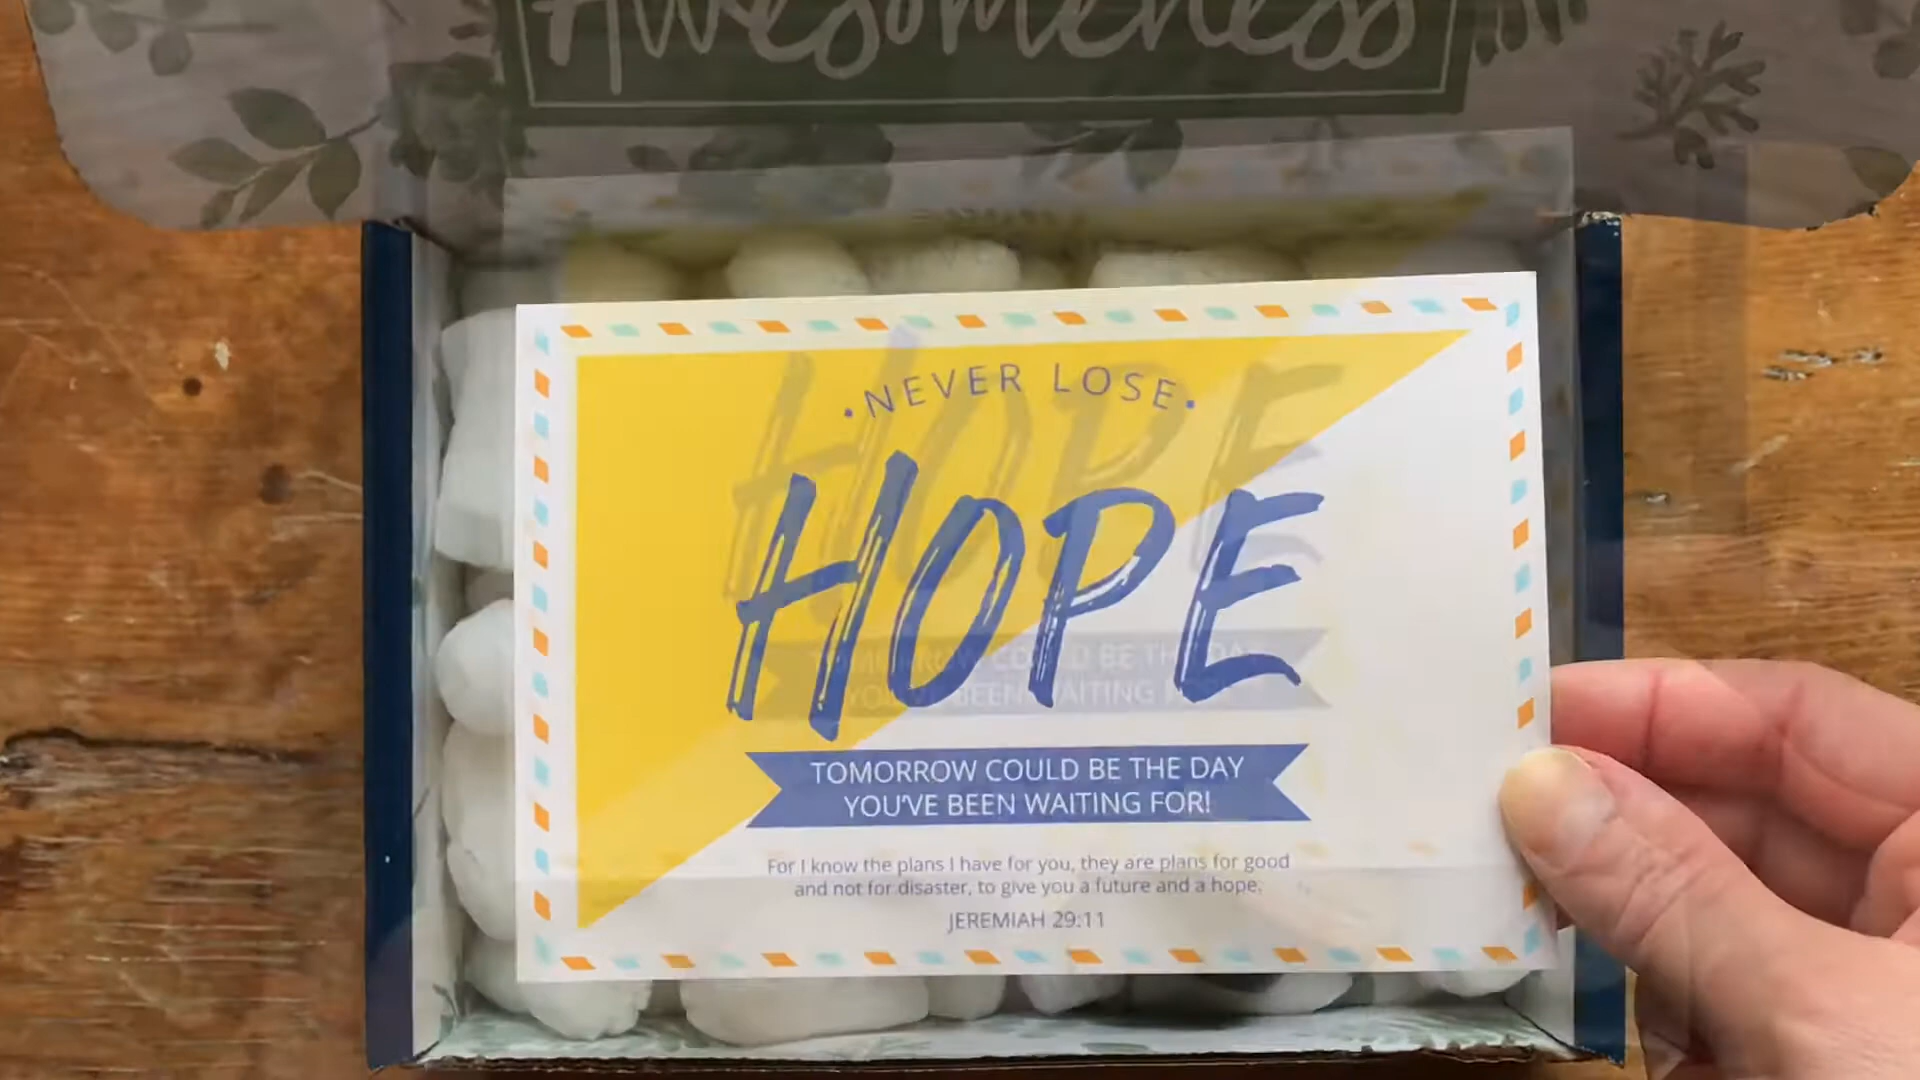 Awesomeness
·NEVER LOSE·
HOPE
TOMORROW COULD BE THE DAY
YOU'VE BEEN WAITING FOR!
For I know the plans I have for you, they are plans for good
and not for disaster, to give you a future and a hope.
JEREMIAH 29:11